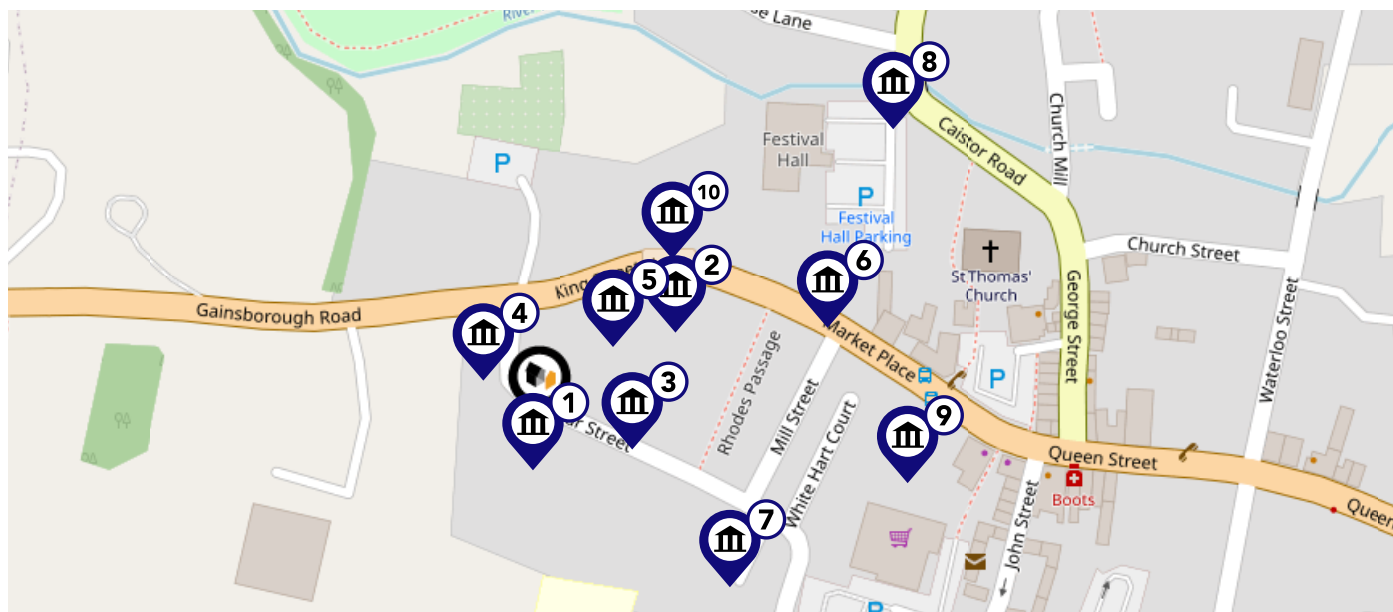 River
se Lane
8
Caistor Road
Church Mill
Festival
Hall
P
P
Festival
Hall Parking
10
2
5
6
4
St Thomas'
Church
Church Street
Gainsborough Road
Market Place
George Street
Waterloo Street
Rhodes Passage
Mill Street
P
3
1
Street
White Hart Court
9
Queen Street
Boots
Queen
7
John Street
P